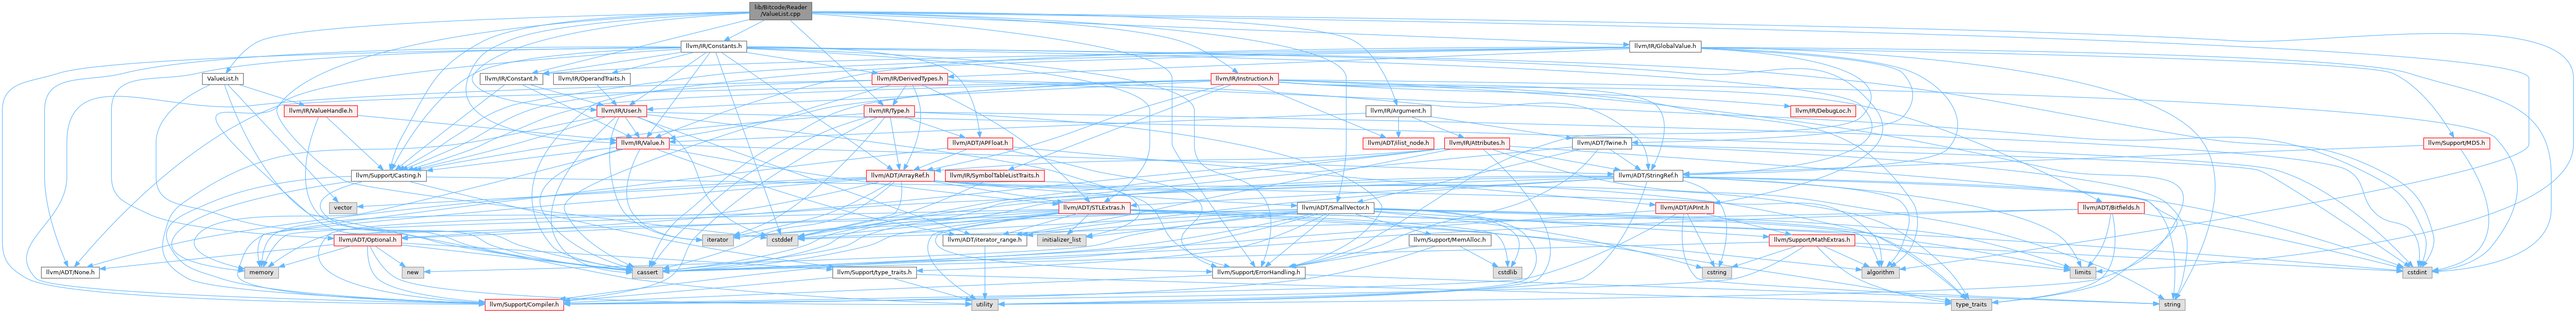 lib/Bitcode/Reader
/ValueList.cpp
llvm/IR/Constants.h
llvm/IR/GlobalValue.h
ValueList.h
llvm/IR/Constant.h
llvm/IR/OperandTraits.h
llvm/IR/DerivedTypes.h
llvm/IR/Instruction.h
llvm/IR/ValueHandle.h
llvm/IR/User.h
llvm/IR/Type.h
llvm/IR/Argument.h
llvm/IR/DebugLoc.h
llvm/IR/Value.h
llvm/ADT/APFloat.h
llvm/ADT/ilist_node.h
llvm/IR/Attributes.h
llvm/ADT/Twine.h
llvm/Support/MD5.h
llvm/Support/Casting.h
llvm/ADT/ArrayRef.h
llvm/IR/SymbolTableListTraits.h
llvm/ADT/StringRef.h
vector
llvm/ADT/STLExtras.h
llvm/ADT/SmallVector.h
llvm/ADT/APInt.h
llvm/ADT/Bitfields.h
llvm/ADT/Optional.h
iterator
cstddef
llvm/ADT/iterator_range.h
initializer_list
llvm/Support/MemAlloc.h
llvm/Support/MathExtras.h
llvm/ADT/None.h
memory
new
cassert
llvm/Support/type_traits.h
llvm/Support/ErrorHandling.h
cstdlib
cstring
algorithm
limits
cstdint
llvm/Support/Compiler.h
utility
type_traits
string